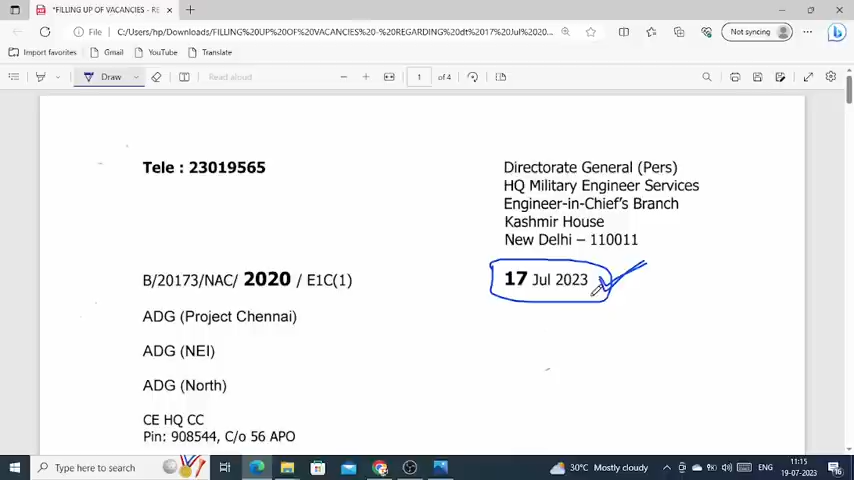 *FILLING UP OF VACANCIES - REGARDING
File
C:/Users/hp/Downloads/FILLING%20UP%20OF%20VACANCIES%20-%20REGARDING%20dt%2017%20Jul%2020...
Not syncing
Import favorites
Gmail
YouTube
Translate
Draw
Read aloud
1
of 4
Tele : 23019565
Directorate General (Pers)
HQ Military Engineer Services
Engineer-in-Chief's Branch
Kashmir House
New Delhi – 110011
B/20173/NAC/ 2020 / E1C(1)
17 Jul 2023
ADG (Project Chennai)
ADG (NEI)
ADG (North)
CE HQ CC
Pin: 908544, C/o 56 APO
Type here to search
30°C Mostly cloudy
ENG
11:15
19-07-2023
16